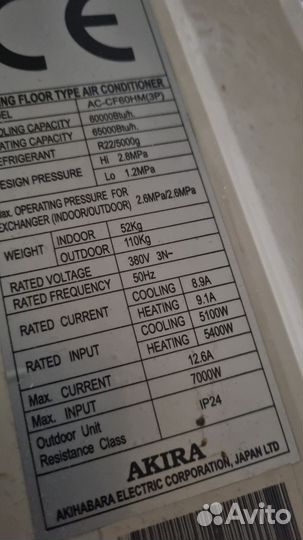 CE
NG FLOOR TYPE AIR CONDITIONER
DEL AC-CF60HM(3P)
OLING CAPACITY 60000Btu/h
ATING CAPACITY 65000Btu/h
REFRIGERANT R22/5000g
DESIGN PRESSURE Hi 2.8MPa
Lo 1.2MPa
Max. OPERATING PRESSURE FOR
EXCHANGER (INDOOR/OUTDOOR) 2.6MPa/2.6MPa
WEIGHT INDOOR 52Kg
OUTDOOR 110Kg
RATED VOLTAGE 380V 3N~
RATED FREQUENCY 50Hz
RATED CURRENT COOLING 8.9A
HEATING 9.1A
RATED INPUT COOLING 5100W
HEATING 5400W
Max. CURRENT 12.6A
Max. INPUT 7000W
Outdoor Unit
Resistance Class IP24
AKIRA
AKIHABARA ELECTRIC CORPORATION, JAPAN LTD
Avito